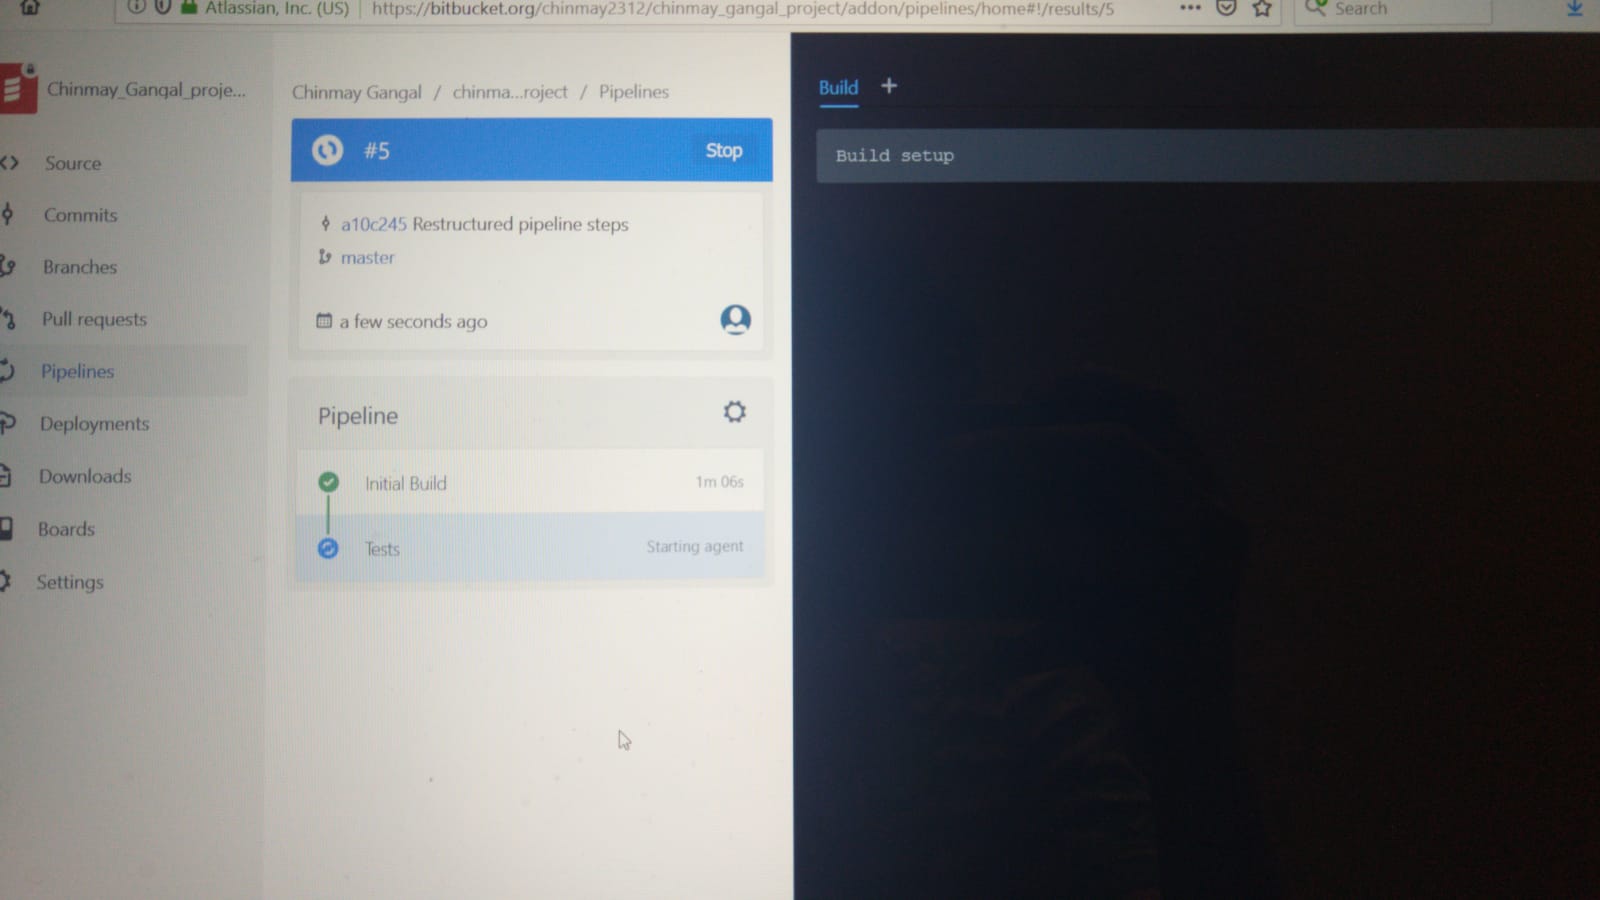 Atlassian, Inc. (US) https://bitbucket.org/chinmay2312/chinmay_gangal_project/addon/pipelines/home#!/results/5 Search
Chinmay_Gangal_proje...
Source
Commits
Branches
Pull requests
Pipelines
Deployments
Downloads
Boards
Settings
Chinmay Gangal / chinma...roject / Pipelines
#5 Stop
a10c245 Restructured pipeline steps
master
a few seconds ago
Pipeline
Initial Build 1m 06s
Tests Starting agent
Build +
Build setup